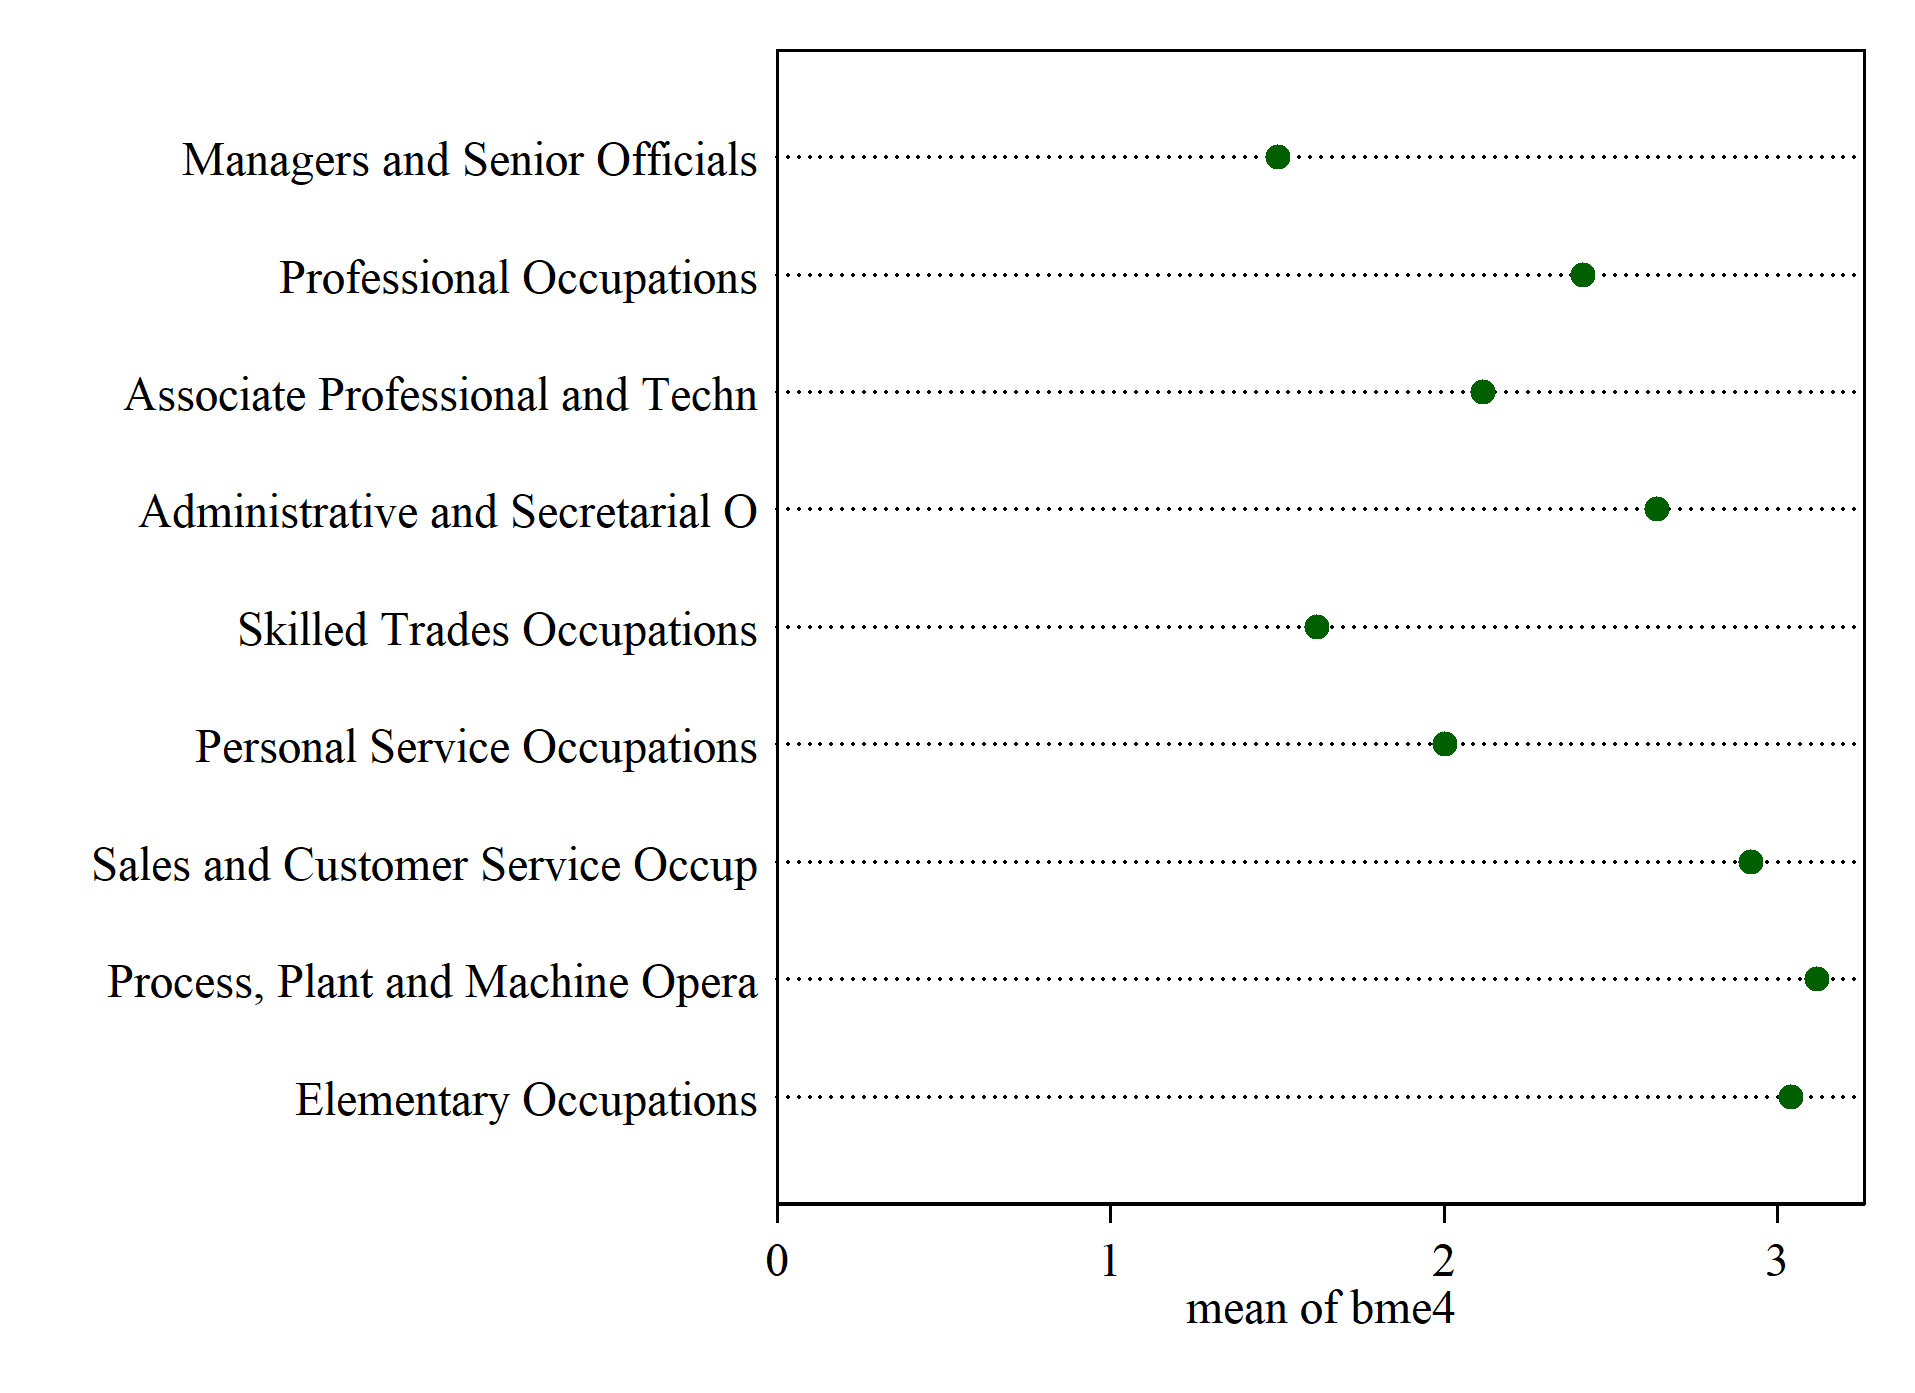 Managers and Senior Officials
Professional Occupations
Associate Professional and Techn
Administrative and Secretarial O
Skilled Trades Occupations
Personal Service Occupations
Sales and Customer Service Occup
Process, Plant and Machine Opera
Elementary Occupations
0 1 2 3
mean of bme4